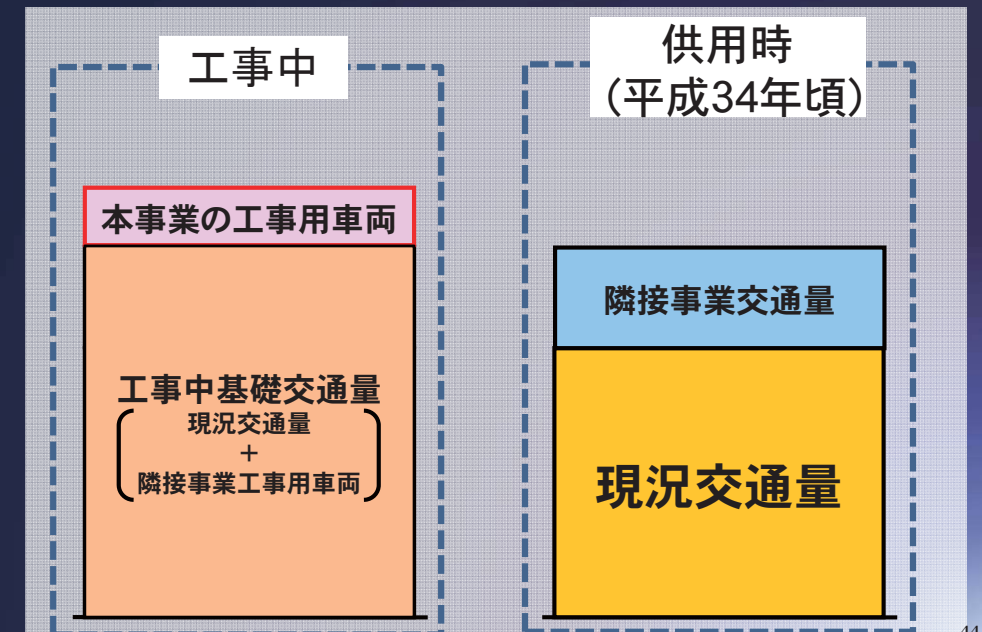 工事中
供用時
（平成34年頃）
本事業の工事用車両
工事中基礎交通量
現況交通量
＋
隣接事業工事用車両
隣接事業交通量
現況交通量
44